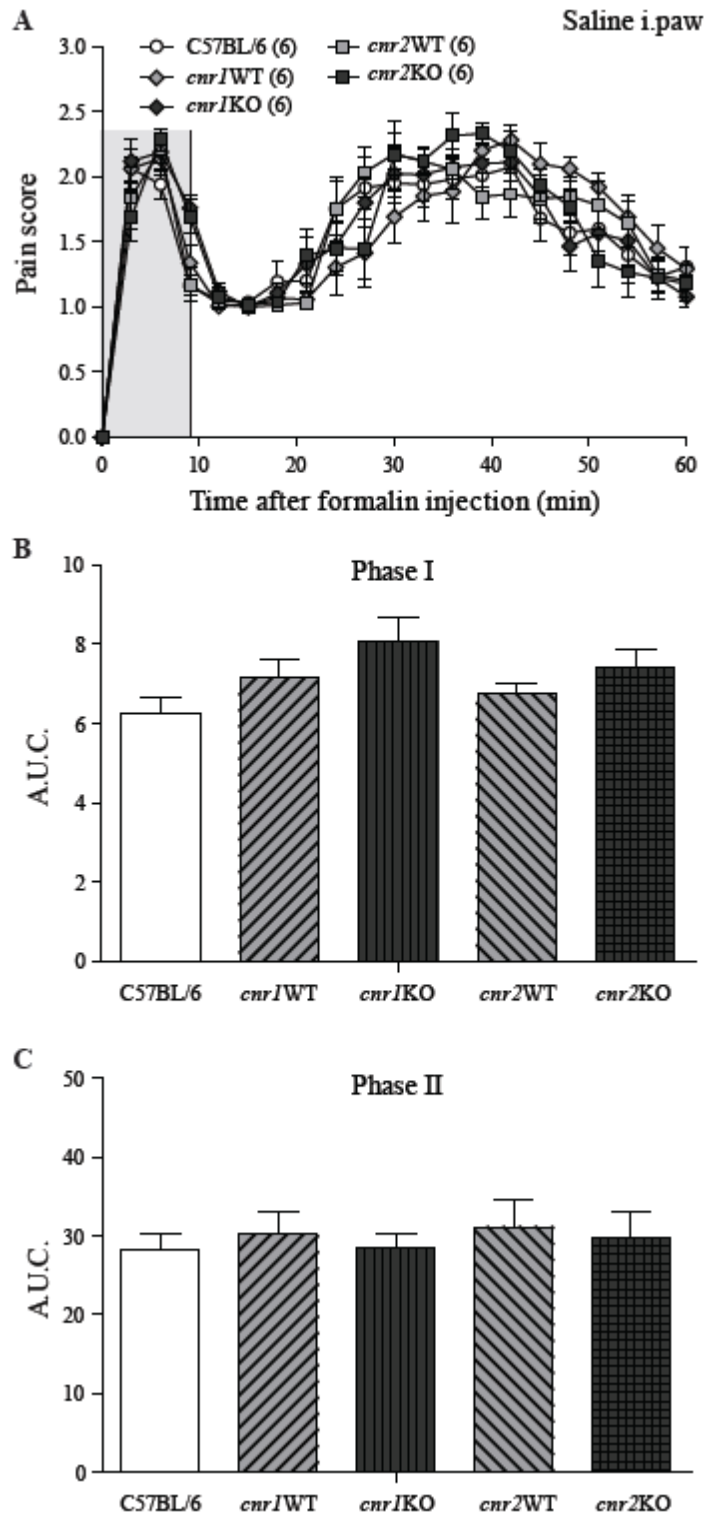 A
Saline i.paw
C57BL/6 (6)
cnr2WT (6)
cnr1WT (6)
cnr2KO (6)
cnr1KO (6)
3.0
2.5
2.0
1.5
1.0
0.5
0.0
Pain score
0 10 20 30 40 50 60
Time after formalin injection (min)
B
Phase I
10
8
6
4
2
0
A.U.C.
C57BL/6 cnr1WT cnr1KO cnr2WT cnr2KO
C
Phase II
50
40
30
20
10
0
A.U.C.
C57BL/6 cnr1WT cnr1KO cnr2WT cnr2KO